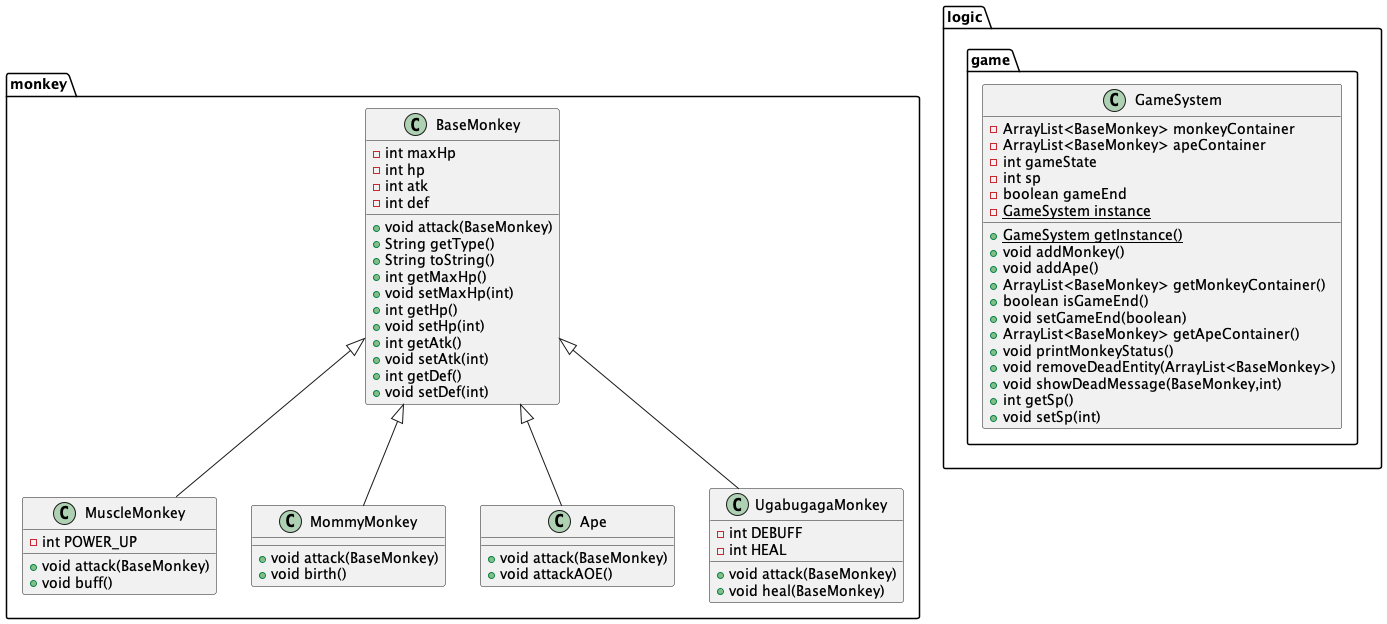 monkey
C BaseMonkey
int maxHp
int hp
int atk
int def
void attack(BaseMonkey)
String getType()
String toString()
int getMaxHp()
void setMaxHp(int)
int getHp()
void setHp(int)
int getAtk()
void setAtk(int)
int getDef()
void setDef(int)
C MuscleMonkey
int POWER_UP
void attack(BaseMonkey)
void buff()
C MommyMonkey
void attack(BaseMonkey)
void birth()
C Ape
void attack(BaseMonkey)
void attackAOE()
C UgabugagaMonkey
int DEBUFF
int HEAL
void attack(BaseMonkey)
void heal(BaseMonkey)
logic
game
C GameSystem
ArrayList<BaseMonkey> monkeyContainer
ArrayList<BaseMonkey> apeContainer
int gameState
int sp
boolean gameEnd
GameSystem instance
GameSystem getInstance()
void addMonkey()
void addApe()
ArrayList<BaseMonkey> getMonkeyContainer()
boolean isGameEnd()
void setGameEnd(boolean)
ArrayList<BaseMonkey> getApeContainer()
void printMonkeyStatus()
void removeDeadEntity(ArrayList<BaseMonkey>)
void showDeadMessage(BaseMonkey,int)
int getSp()
void setSp(int)